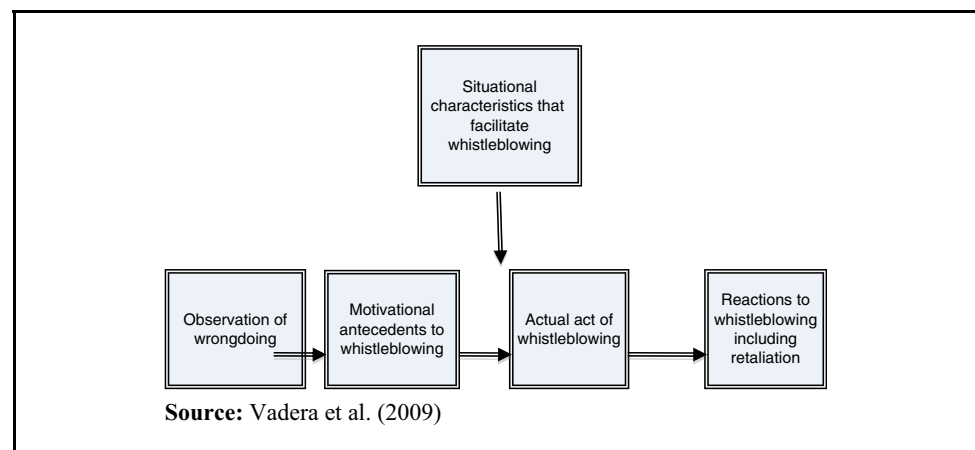 Situational
characteristics that
facilitate
whistleblowing
Observation of
wrongdoing
Motivational
antecedents to
whistleblowing
Actual act of
whistleblowing
Reactions to
whistleblowing
including
retaliation
Source: Vadera et al. (2009)